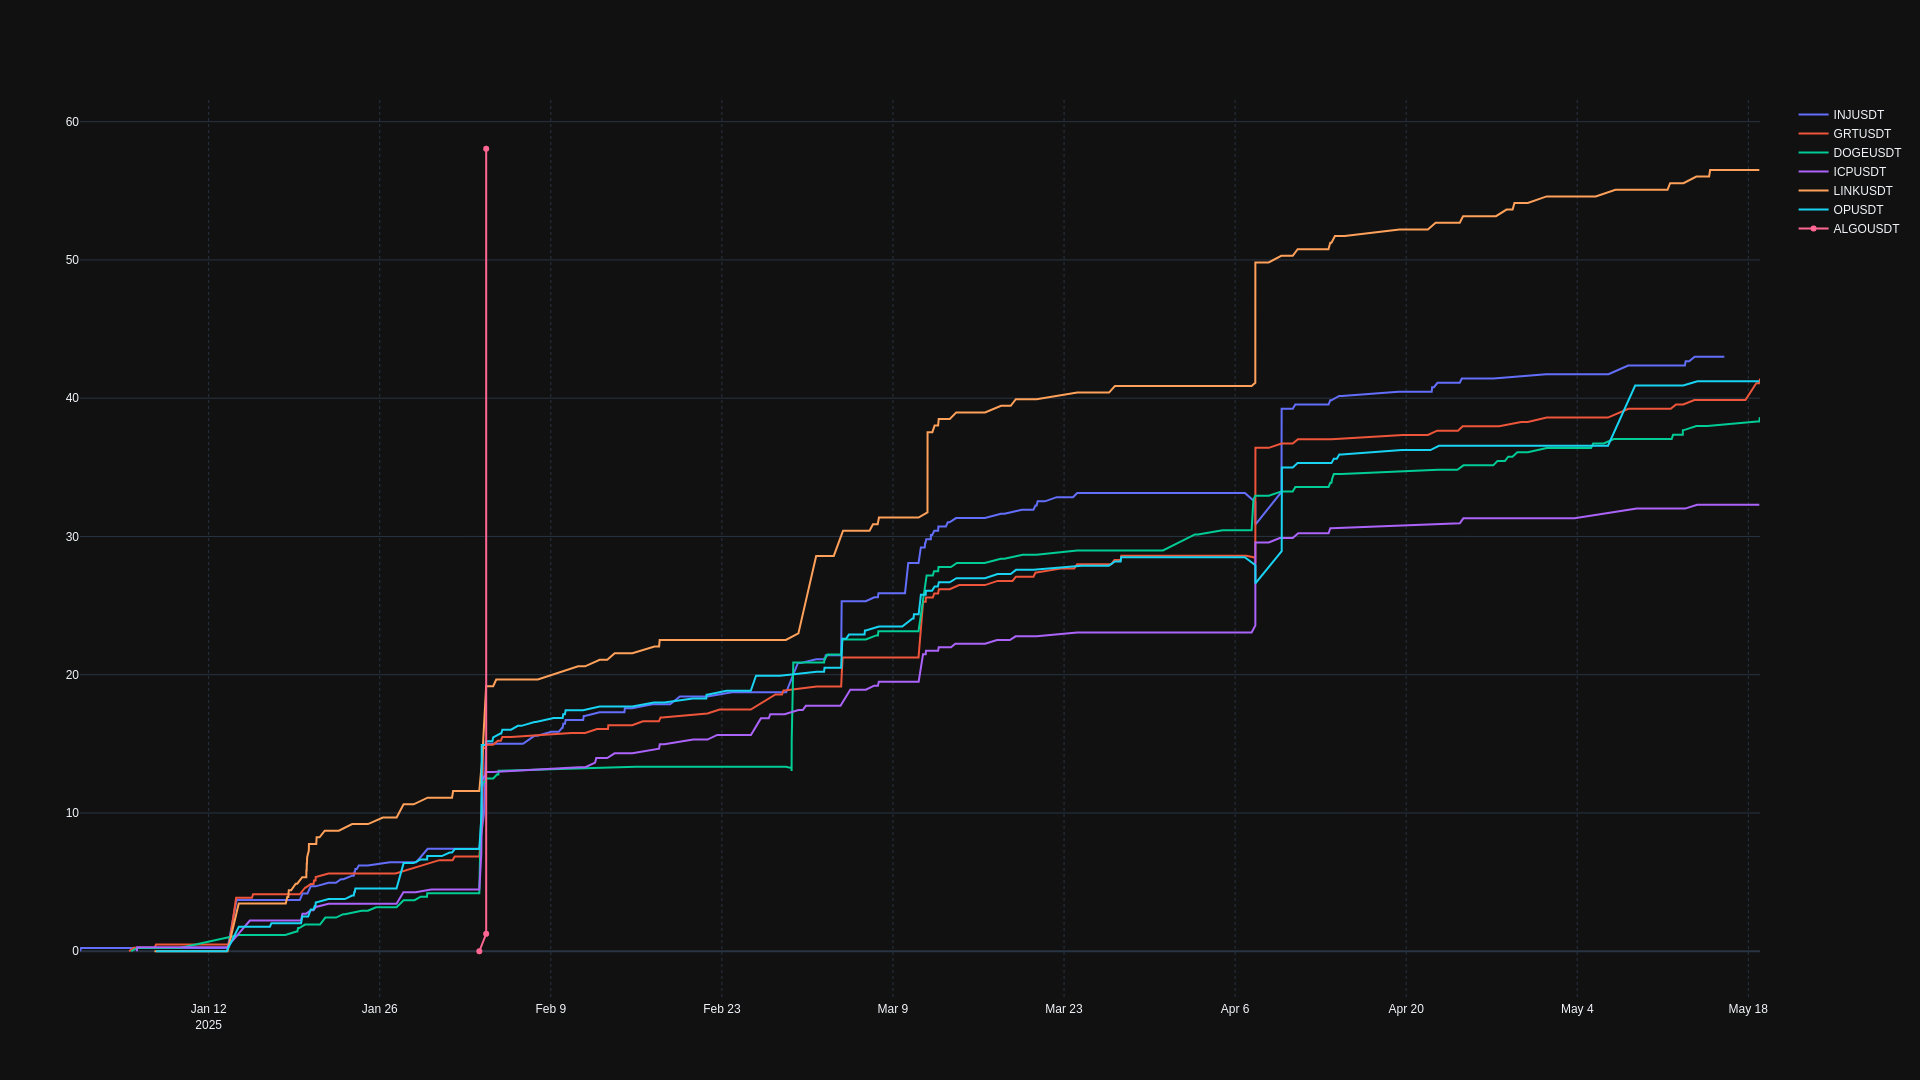 60
50
40
30
20
10
0
Jan 12
2025
Jan 26
Feb 9
Feb 23
Mar 9
Mar 23
Apr 6
Apr 20
May 4
May 18
INJUSDT
GRTUSDT
DOGEUSDT
ICPUSDT
LINKUSDT
OPUSDT
ALGOUSDT